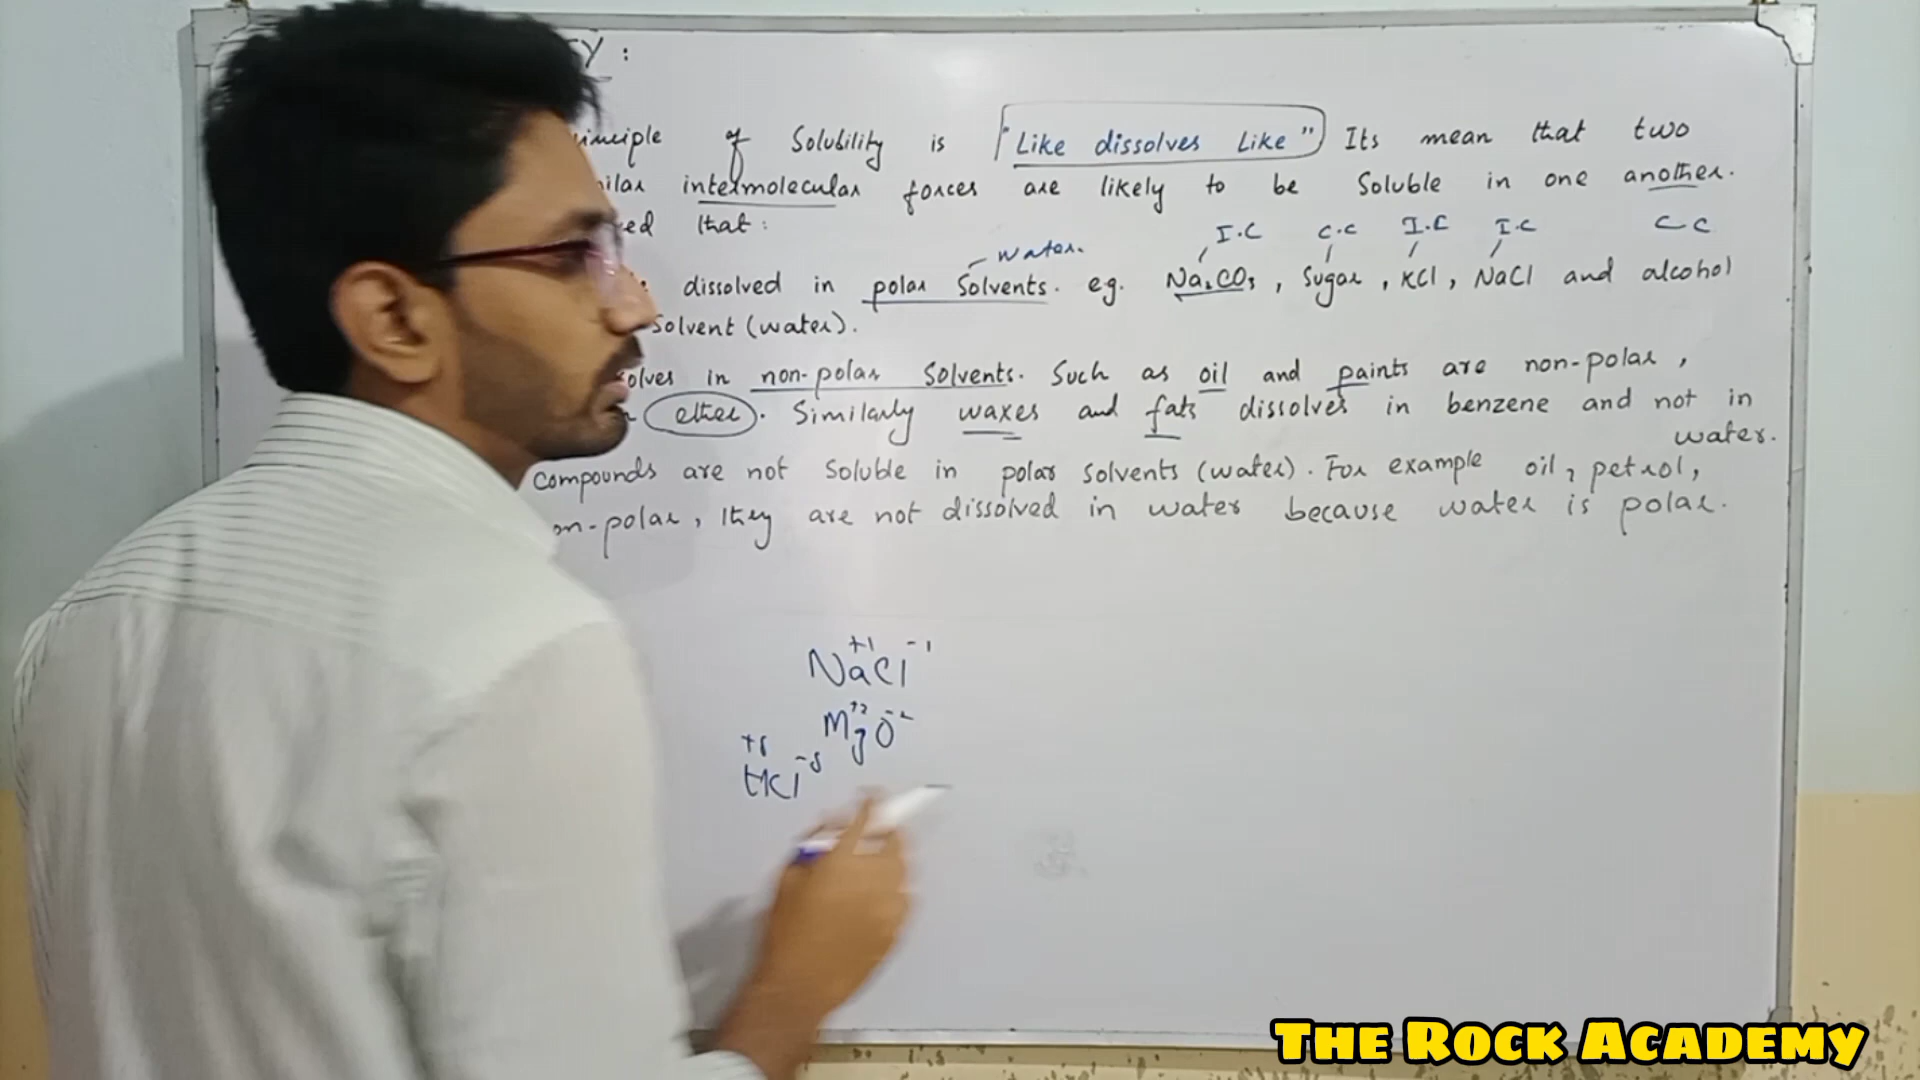 Y :
of Solubility is "Like dissolves Like" Its mean that two
intermolecular forces are likely to be Soluble in one another.
that :
I.C C.C I.C I.C C C
water.
dissolved in polar Solvents. eg. Na₂CO₃, Sugar, KCl, NaCl and alcohol
Solvent (water).
in non-polar Solvents. Such as oil and paints are non-polar,
ether. Similarly waxes and fats dissolves in benzene and not in
water.
compounds are not Soluble in polar solvents (water). For example oil, petrol,
on-polar, they are not dissolved in water because water is polar.
+1 -1
NaCl
+2 -2
MgO
+δ -δ
HCl
THE ROCK ACADEMY